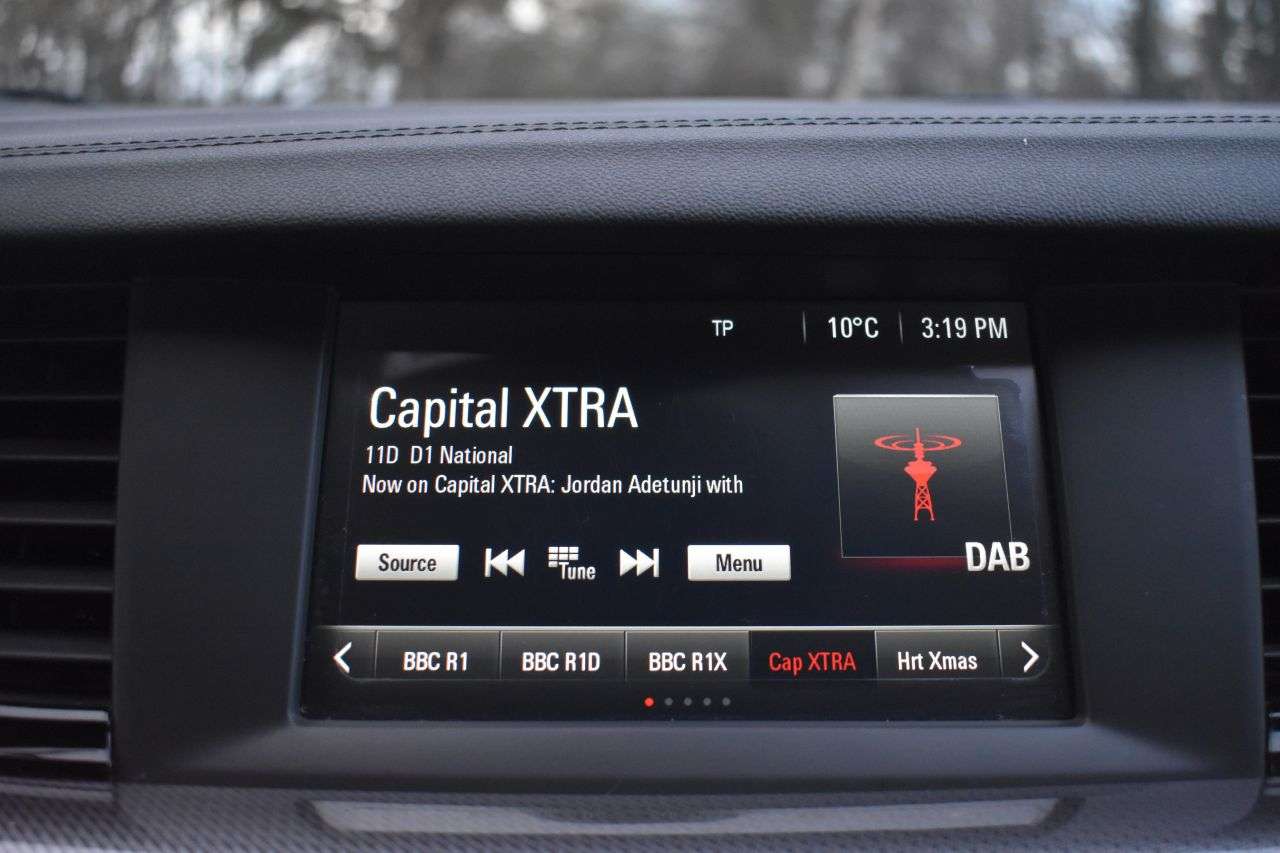 TP 10°C 3:19 PM
Capital XTRA
11D D1 National
Now on Capital XTRA: Jordan Adetunji with
DAB
Source Tune Menu
BBC R1 BBC R1D BBC R1X Cap XTRA Hrt Xmas